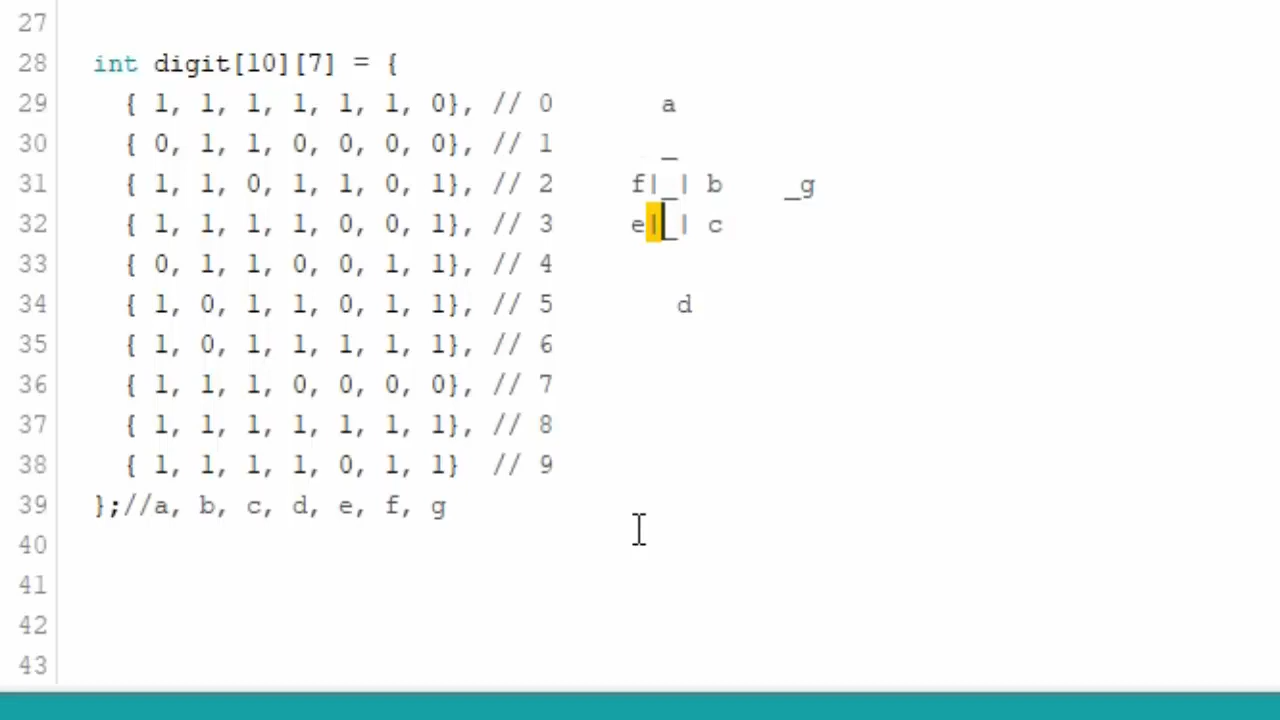 27
28 int digit[10][7] = {
29 { 1, 1, 1, 1, 1, 1, 0}, // 0 a
30 { 0, 1, 1, 0, 0, 0, 0}, // 1 _
31 { 1, 1, 0, 1, 1, 0, 1}, // 2 f|_| b _g
32 { 1, 1, 1, 1, 0, 0, 1}, // 3 e|_| c
33 { 0, 1, 1, 0, 0, 1, 1}, // 4
34 { 1, 0, 1, 1, 0, 1, 1}, // 5 d
35 { 1, 0, 1, 1, 1, 1, 1}, // 6
36 { 1, 1, 1, 0, 0, 0, 0}, // 7
37 { 1, 1, 1, 1, 1, 1, 1}, // 8
38 { 1, 1, 1, 1, 0, 1, 1} // 9
39 };//a, b, c, d, e, f, g
40
41
42
43